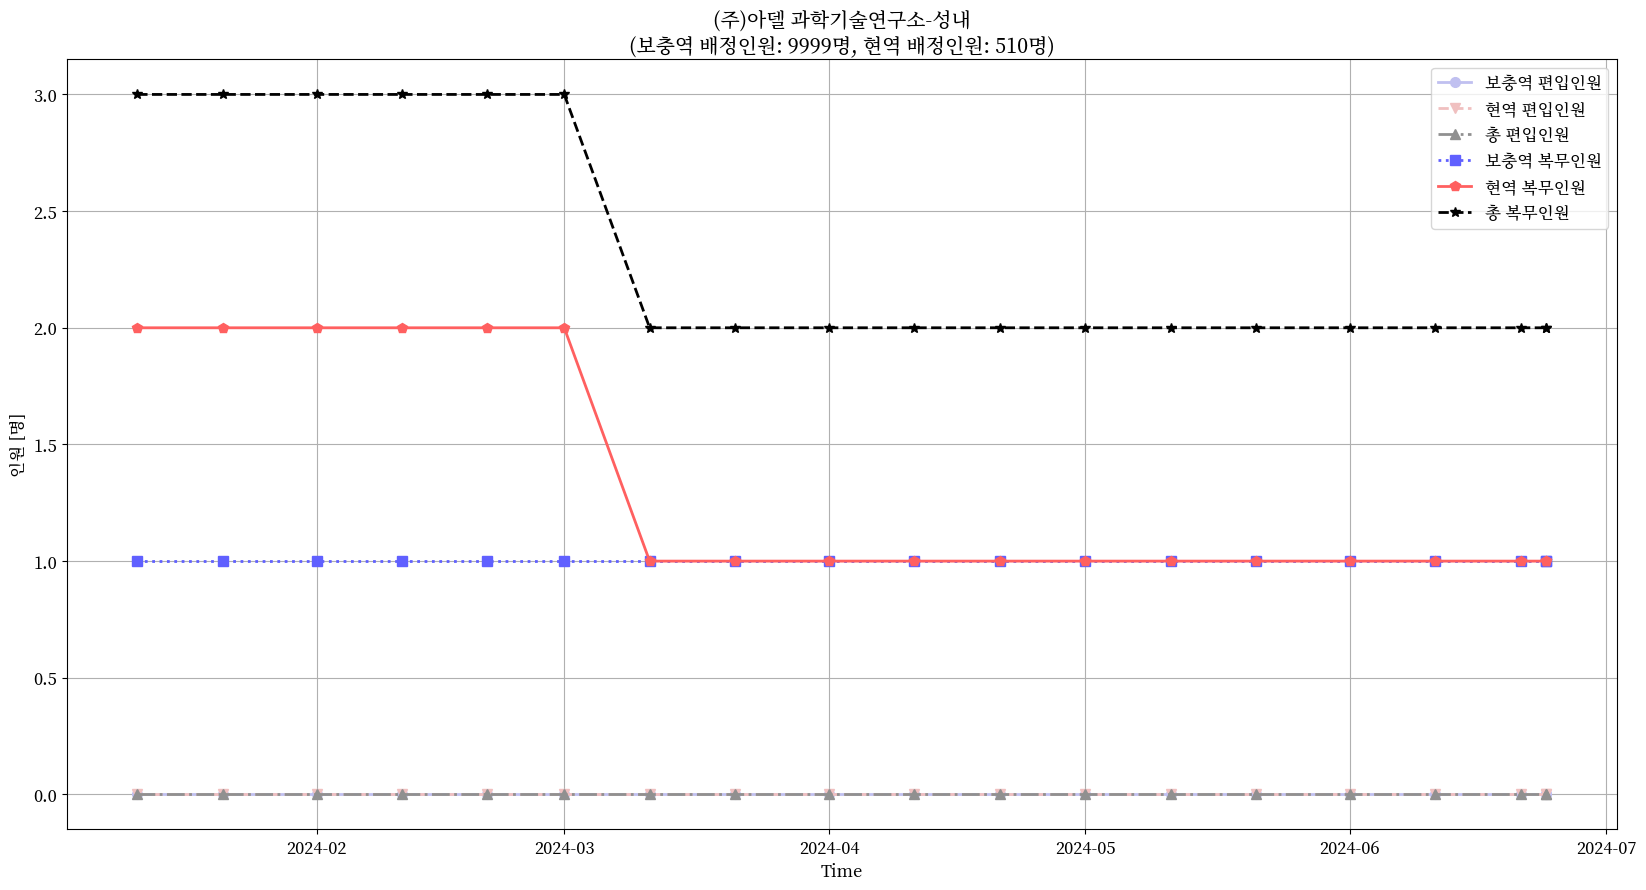 (주)아델 과학기술연구소-성내
(보충역 배정인원: 9999명, 현역 배정인원: 510명)
보충역 편입인원
현역 편입인원
총 편입인원
보충역 복무인원
현역 복무인원
총 복무인원
인원 [명]
3.0
2.5
2.0
1.5
1.0
0.5
0.0
2024-02
2024-03
2024-04
2024-05
2024-06
2024-07
Time